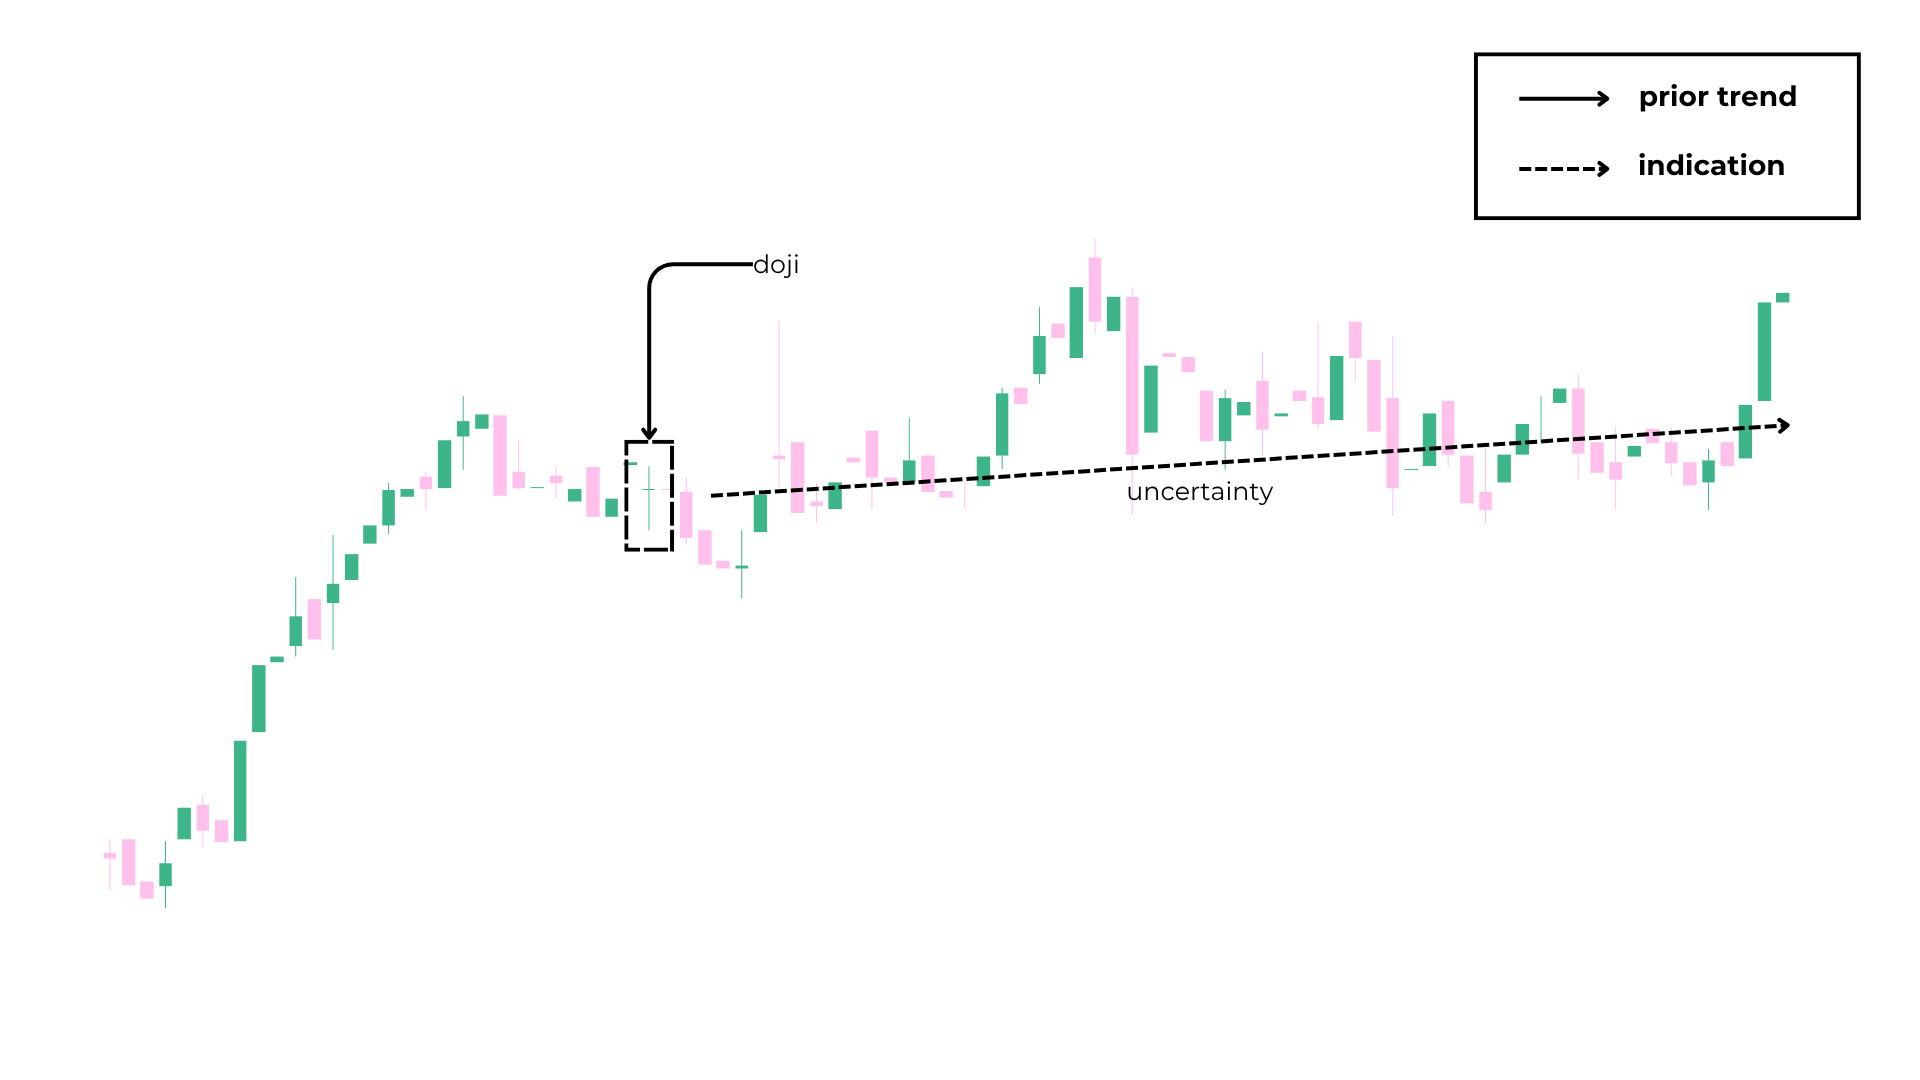 prior trend
indication
doji
uncertainty